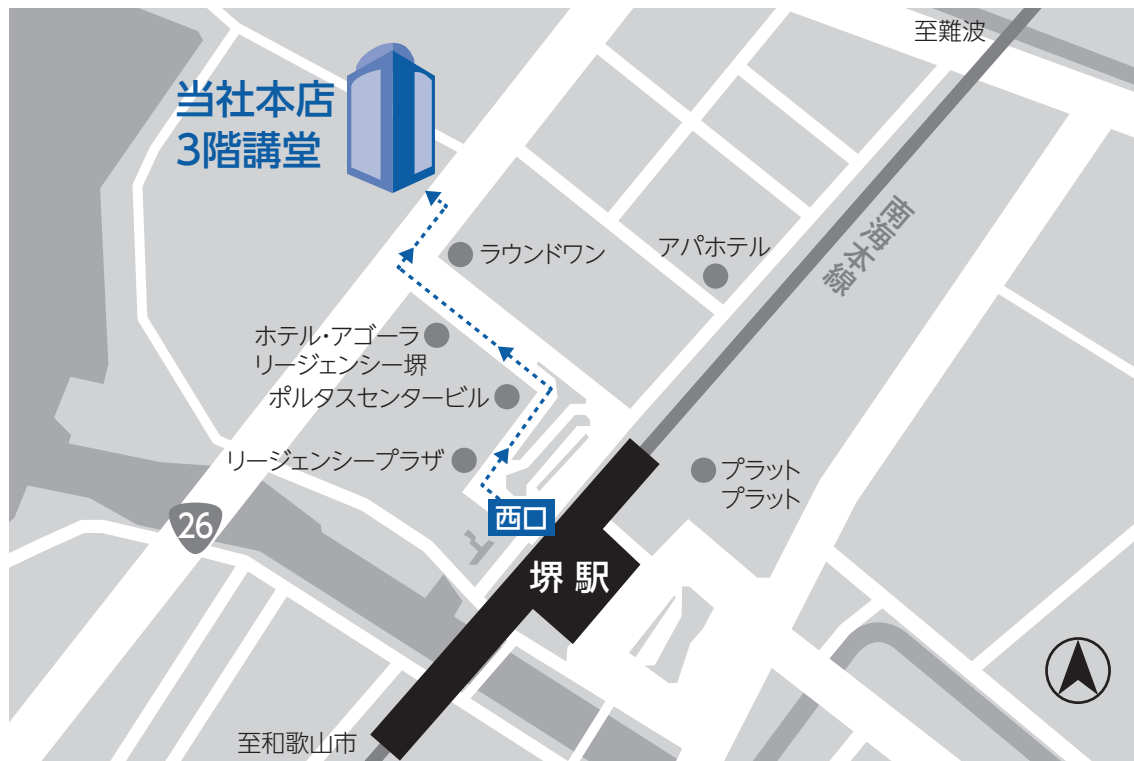 至難波
当社本店
3階講堂
南海本線
ラウンドワン
アパホテル
ホテル・アゴーラ
リージェンシー堺
ポルタスセンタービル
リージェンシープラザ
プラット
プラット
26
西口
堺駅
至和歌山市